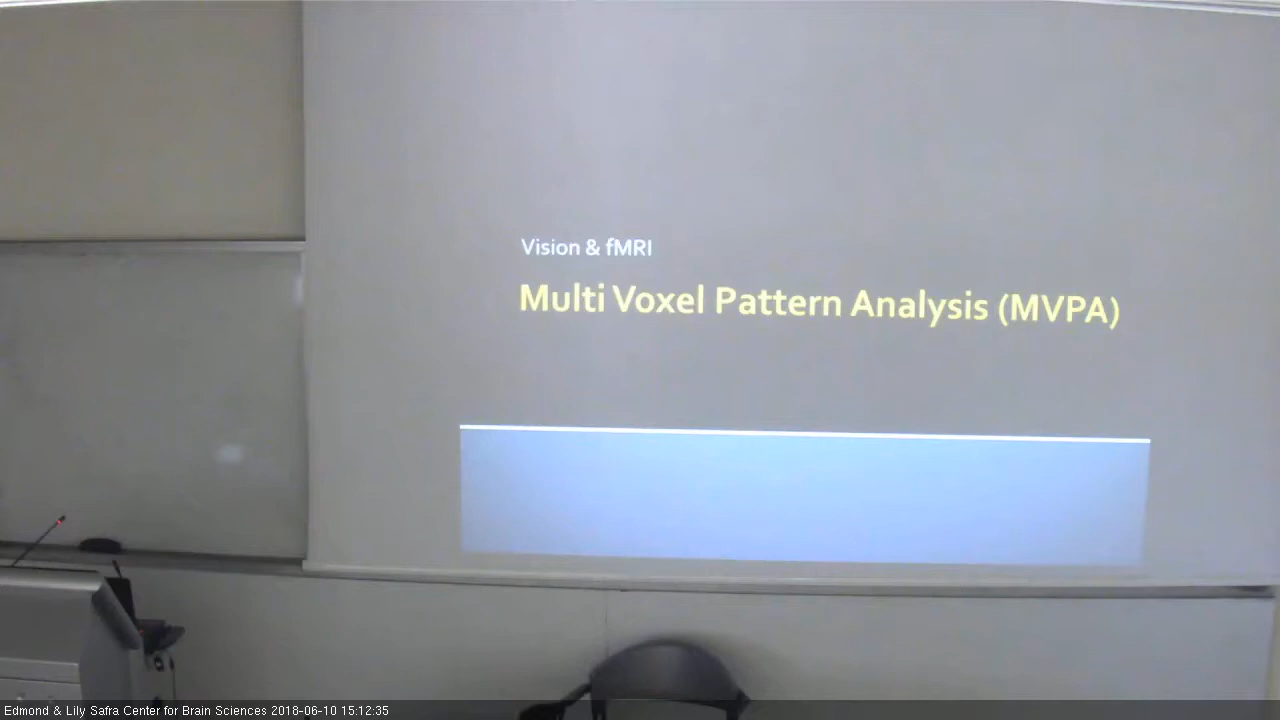 Vision & fMRI
Multi Voxel Pattern Analysis (MVPA)
Edmond & Lily Safra Center for Brain Sciences 2018-06-10 15:12:35